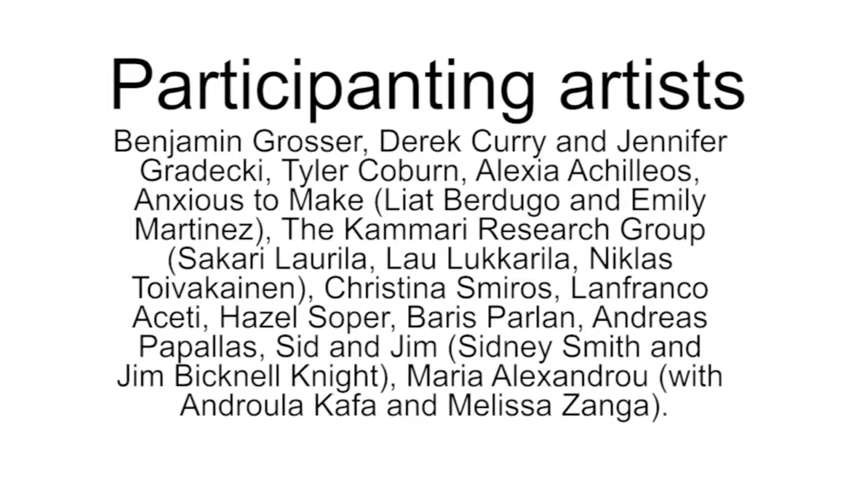 Participanting artists
Benjamin Grosser, Derek Curry and Jennifer
Gradecki, Tyler Coburn, Alexia Achilleos,
Anxious to Make (Liat Berdugo and Emily
Martinez), The Kammari Research Group
(Sakari Laurila, Lau Lukkarila, Niklas
Toivakainen), Christina Smiros, Lanfranco
Aceti, Hazel Soper, Baris Parlan, Andreas
Papallas, Sid and Jim (Sidney Smith and
Jim Bicknell Knight), Maria Alexandrou (with
Androula Kafa and Melissa Zanga).